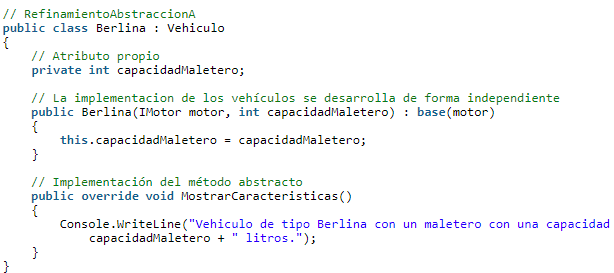 // RefinamientoAbstraccionA
public class Berlina : Vehiculo
{
    // Atributo propio
    private int capacidadMaletero;

    // La implementacion de los vehículos se desarrolla de forma independiente
    public Berlina(IMotor motor, int capacidadMaletero) : base(motor)
    {
        this.capacidadMaletero = capacidadMaletero;
    }

    // Implementación del método abstracto
    public override void MostrarCaracteristicas()
    {
        Console.WriteLine("Vehiculo de tipo Berlina con un maletero con una capacidad
            capacidadMaletero + " litros.");
    }
}